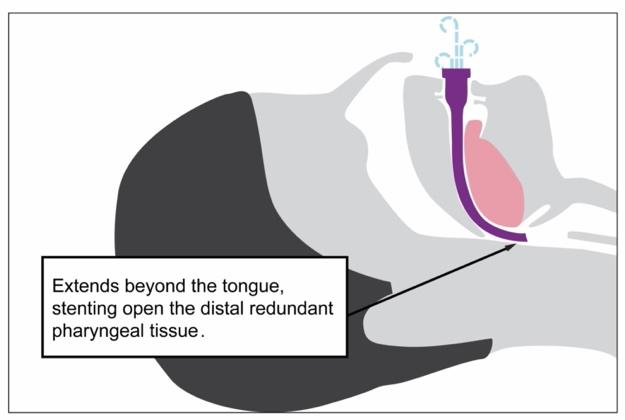 Extends beyond the tongue,
stenting open the distal redundant
pharyngeal tissue.